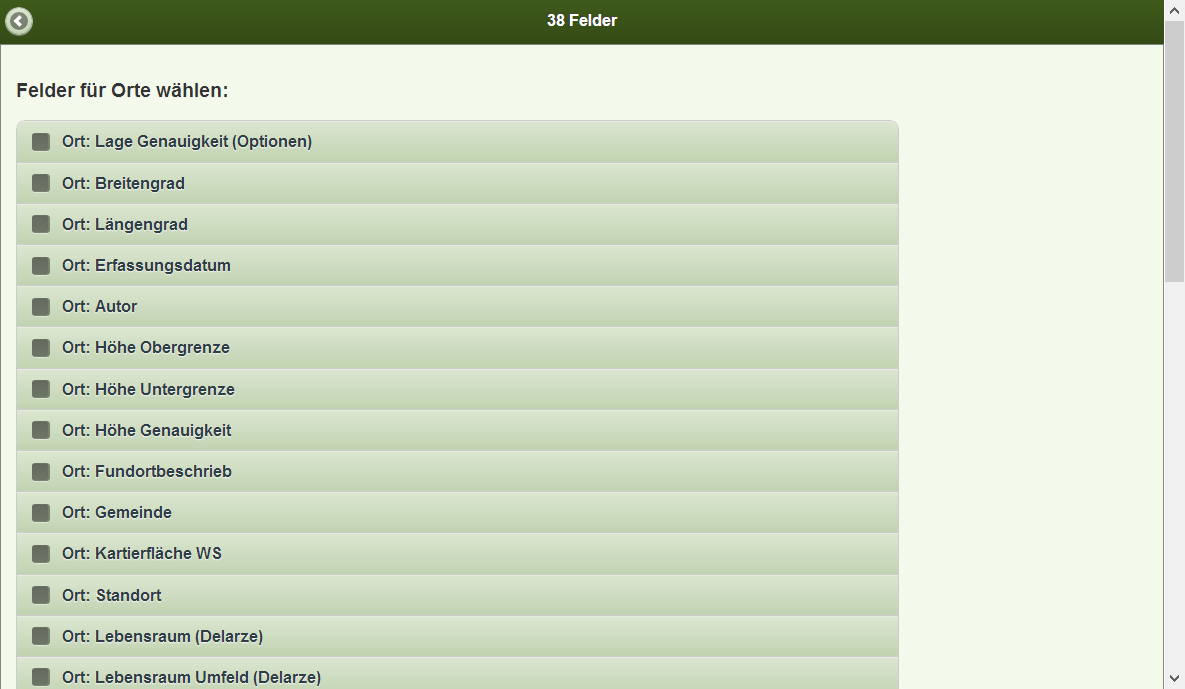 38 Felder
Felder für Orte wählen:
Ort: Lage Genauigkeit (Optionen)
Ort: Breitengrad
Ort: Längengrad
Ort: Erfassungsdatum
Ort: Autor
Ort: Höhe Obergrenze
Ort: Höhe Untergrenze
Ort: Höhe Genauigkeit
Ort: Fundortbeschrieb
Ort: Gemeinde
Ort: Kartierfläche WS
Ort: Standort
Ort: Lebensraum (Delarze)
Ort: Lebensraum Umfeld (Delarze)